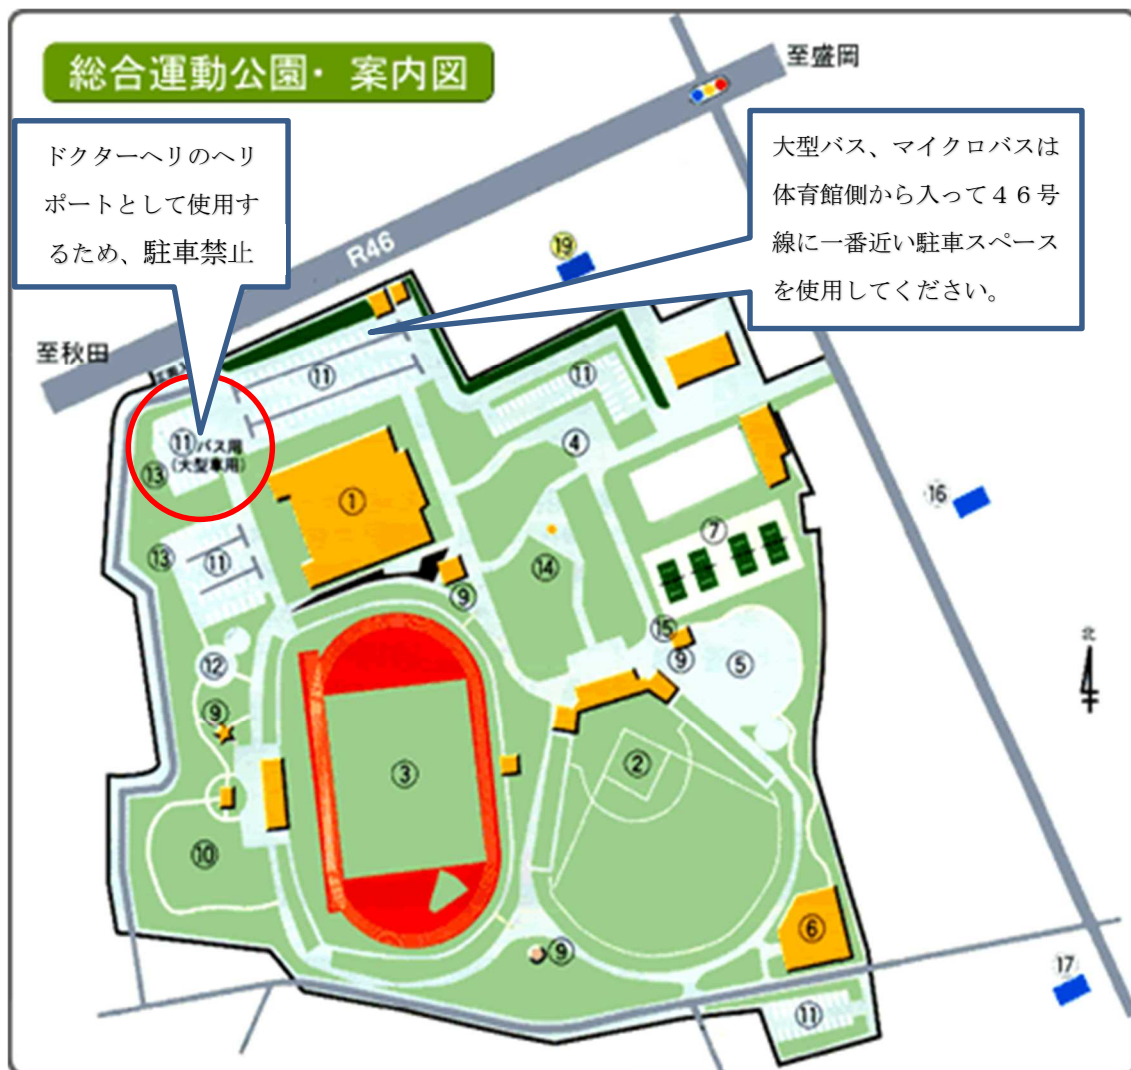 総合運動公園・ 案内図
至盛岡
ドクターヘリのヘリ
ポートとして使用す
るため、駐車禁止
大型バス、マイクロバスは
体育館側から入って４６号
線に一番近い駐車スペース
を使用してください。
R46
⑲
至秋田
⑪
⑪
⑪バス用
(大型車用)
④
⑬
①
⑯
⑦
⑬
⑪
⑭
⑨
⑮
⑨
⑤
⑫
北
⑨
③
②
⑩
⑥
⑨
⑰
⑪